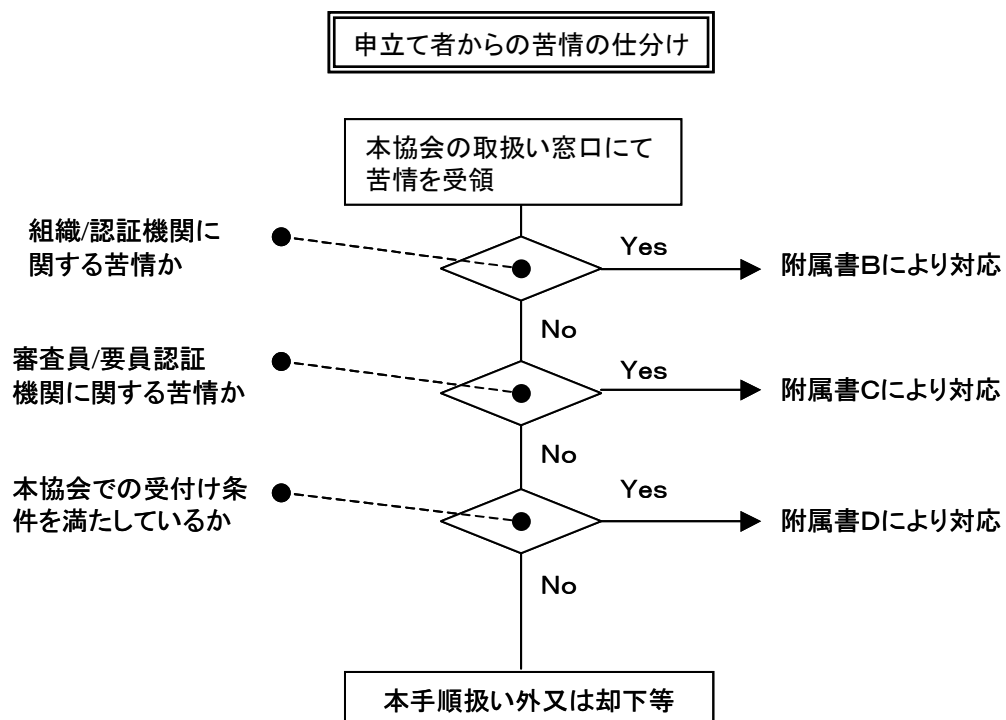 申立て者からの苦情の仕分け
本協会の取扱い窓口にて
苦情を受領
組織/認証機関に
関する苦情か
Yes
附属書Bにより対応
No
審査員/要員認証
機関に関する苦情か
Yes
附属書Cにより対応
No
本協会での受付け条
件を満たしているか
Yes
附属書Dにより対応
No
本手順扱い外又は却下等